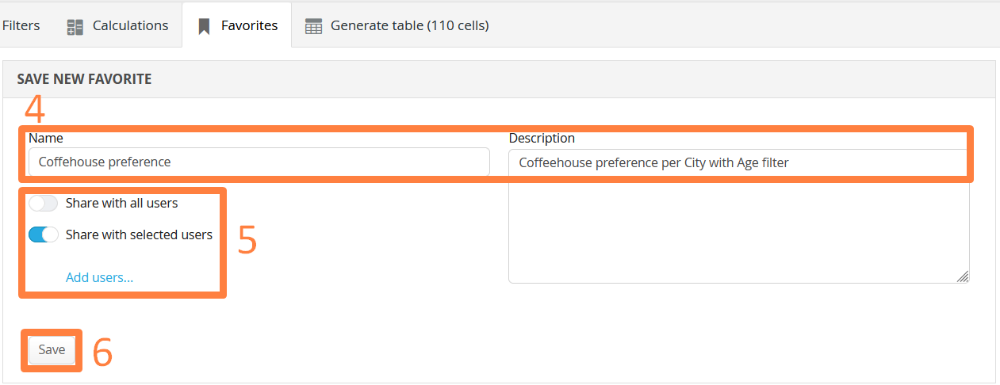 Filters Calculations Favorites Generate table (110 cells)
SAVE NEW FAVORITE
4
Name Description
Coffehouse preference Coffeehouse preference per City with Age filter
Share with all users
Share with selected users
5
Add users...
Save
6